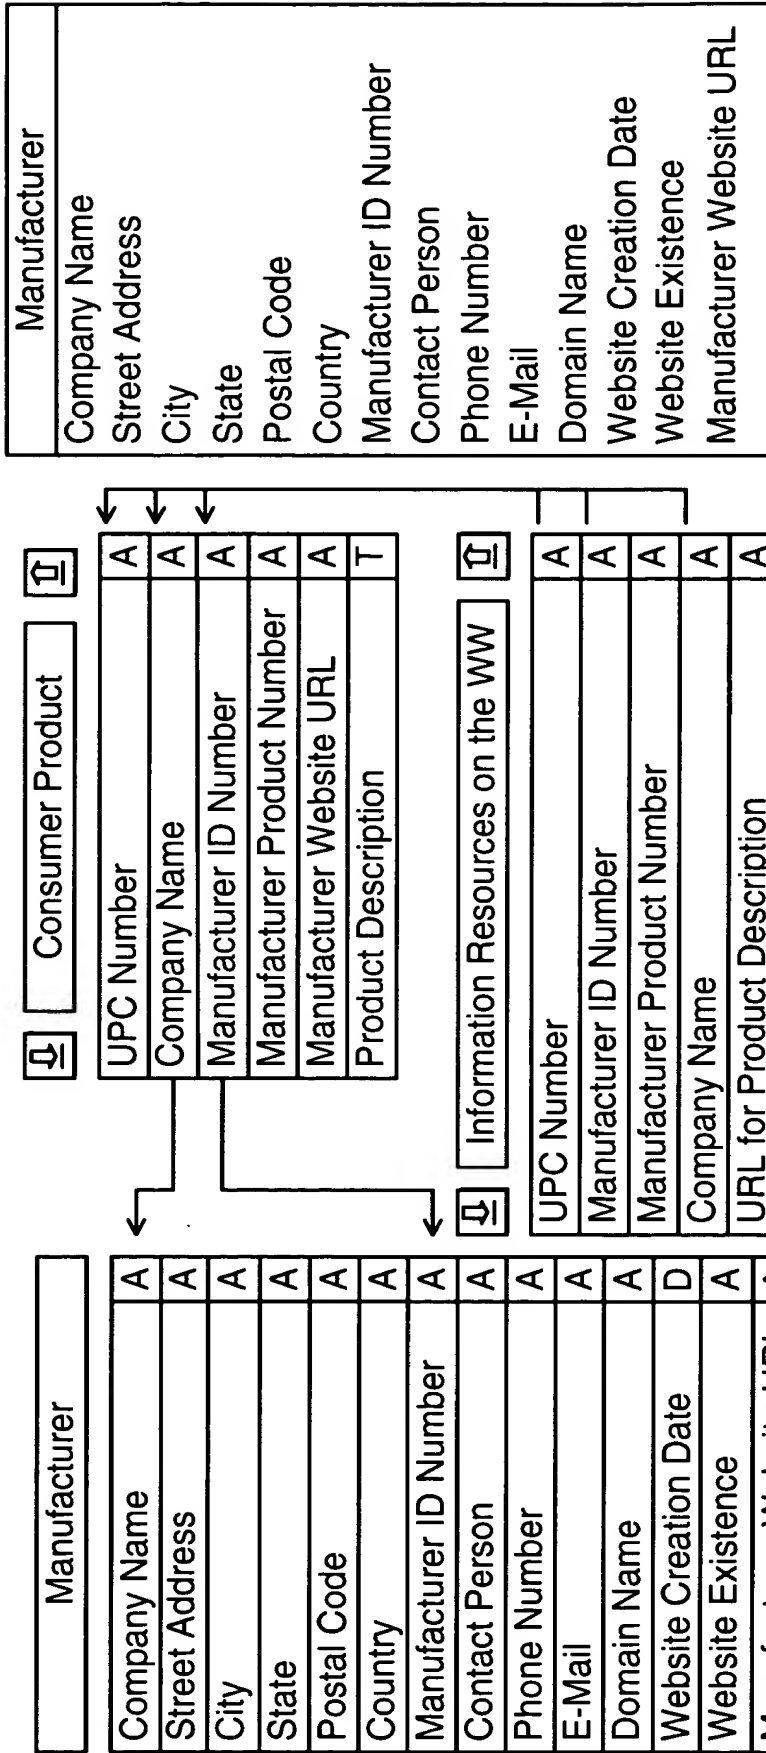 Manufacturer
Company Name A
Street Address A
City A
State A
Postal Code A
Country A
Manufacturer ID Number A
Contact Person A
Phone Number A
E-Mail A
Domain Name A
Website Creation Date D
Website Existence A
Consumer Product
UPC Number A
Company Name A
Manufacturer ID Number A
Manufacturer Product Number A
Manufacturer Website URL A
Product Description T
Information Resources on the WW
UPC Number A
Manufacturer ID Number A
Manufacturer Product Number A
Company Name A
URL for Product Description A
Manufacturer
Company Name
Street Address
City
State
Postal Code
Country
Manufacturer ID Number
Contact Person
Phone Number
E-Mail
Domain Name
Website Creation Date
Website Existence
Manufacturer Website URL